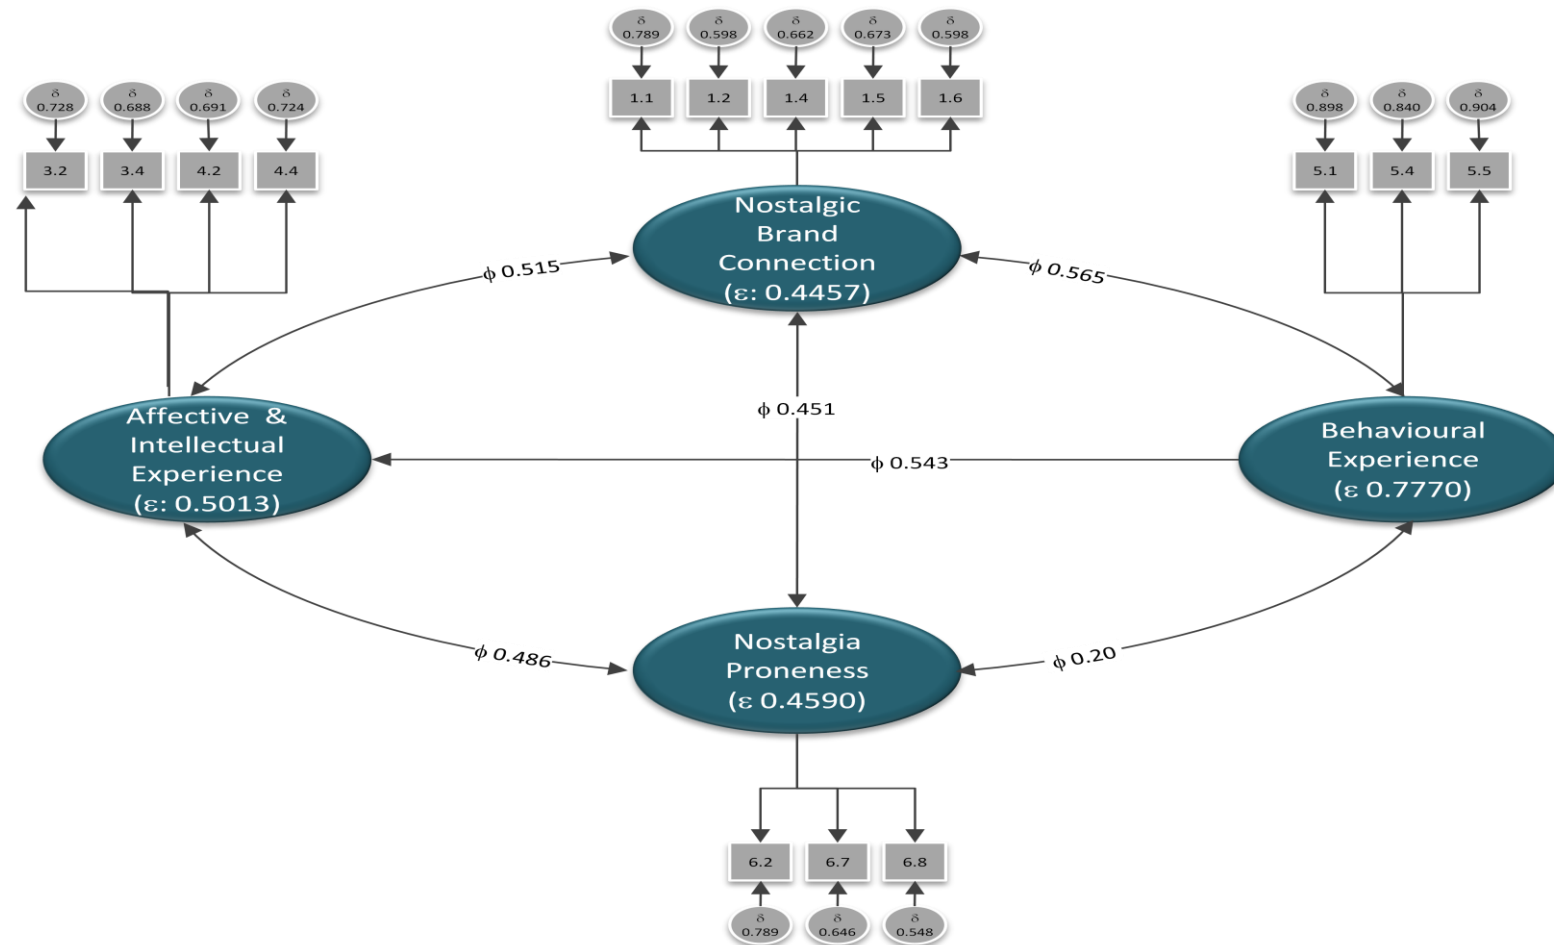 δ
0.789
δ
0.598
δ
0.662
δ
0.673
δ
0.598
1.1
1.2
1.4
1.5
1.6
δ
0.728
δ
0.688
δ
0.691
δ
0.724
3.2
3.4
4.2
4.4
δ
0.898
δ
0.840
δ
0.904
5.1
5.4
5.5
Nostalgic
Brand
Connection
(ε: 0.4457)
ϕ 0.515
ϕ 0.565
ϕ 0.451
Affective & 
Intellectual
Experience
(ε: 0.5013)
ϕ 0.543
Behavioural
Experience
(ε 0.7770)
ϕ 0.486
ϕ 0.20
Nostalgia
Proneness
(ε 0.4590)
6.2
6.7
6.8
δ
0.789
δ
0.646
δ
0.548